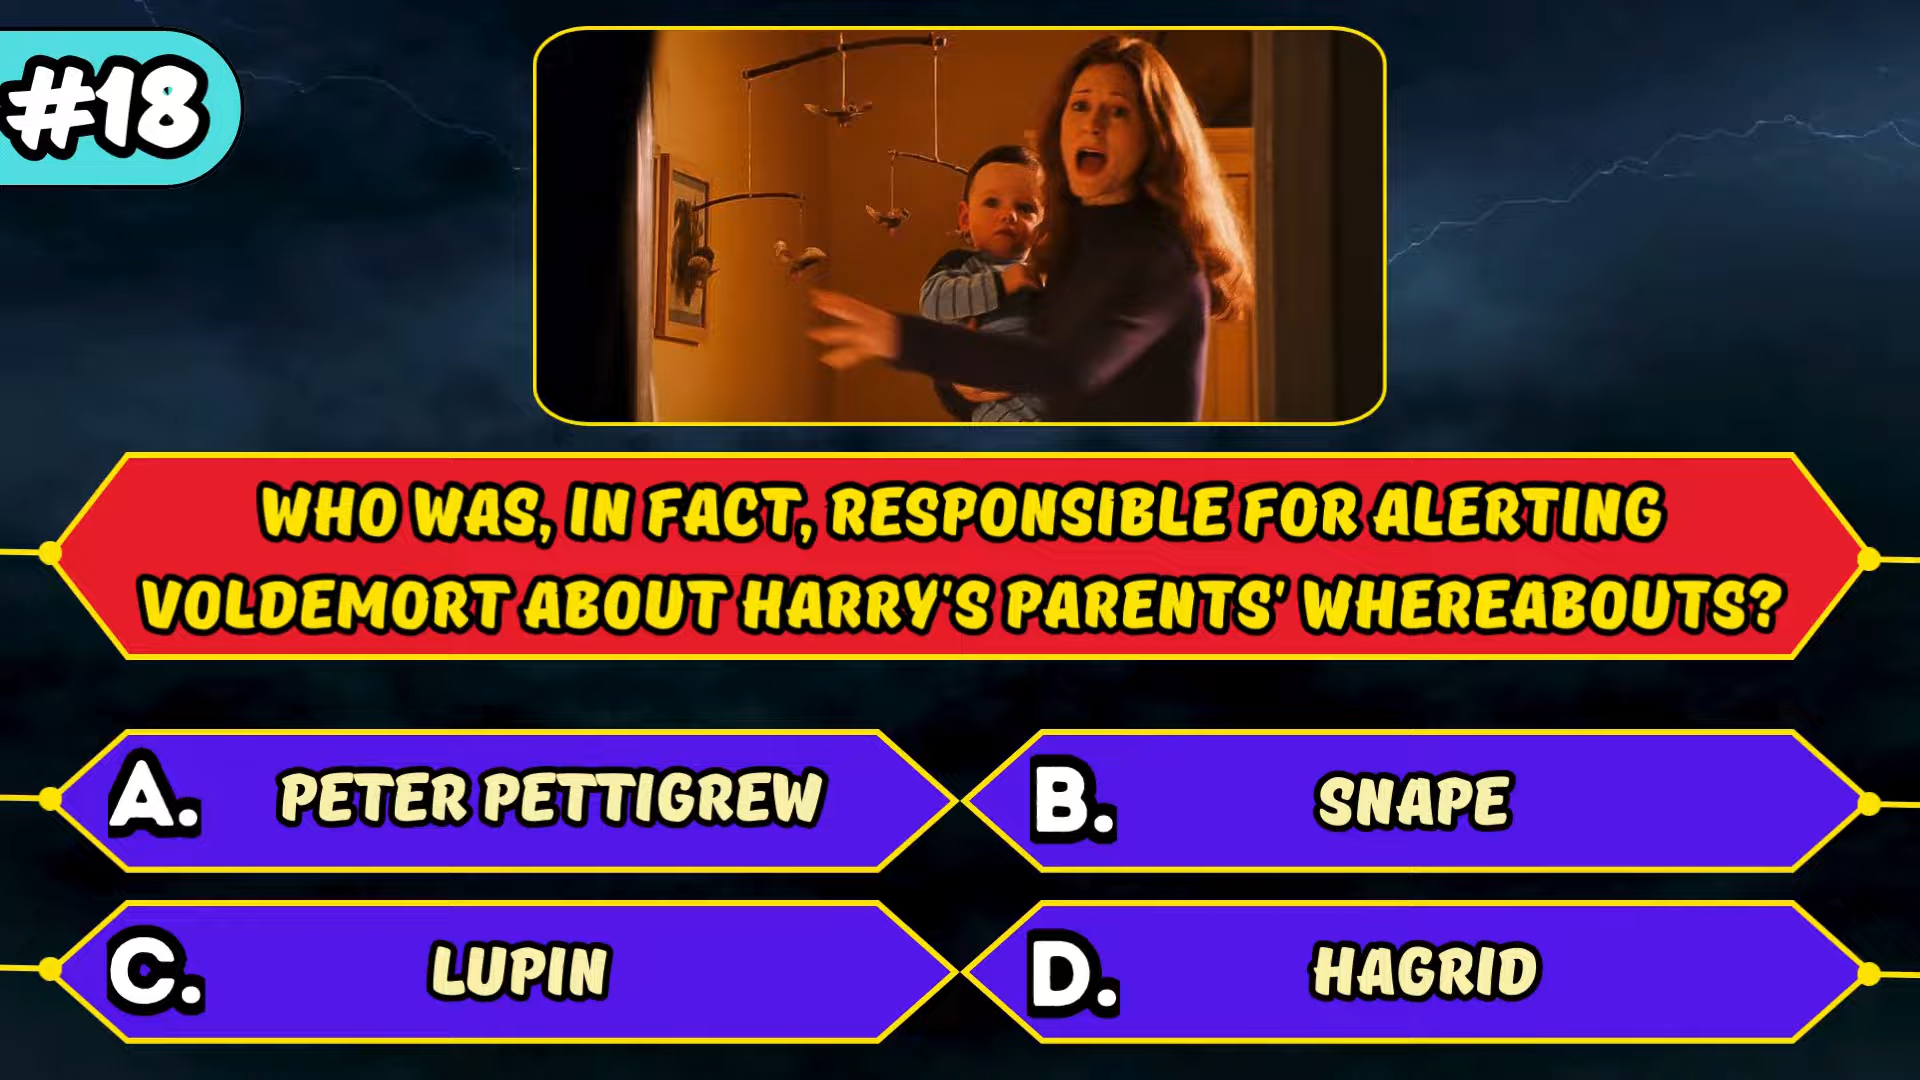 #18
WHO WAS, IN FACT, RESPONSIBLE FOR ALERTING
VOLDEMORT ABOUT HARRY'S PARENTS' WHEREABOUTS?
A. PETER PETTIGREW
B. SNAPE
C. LUPIN
D. HAGRID